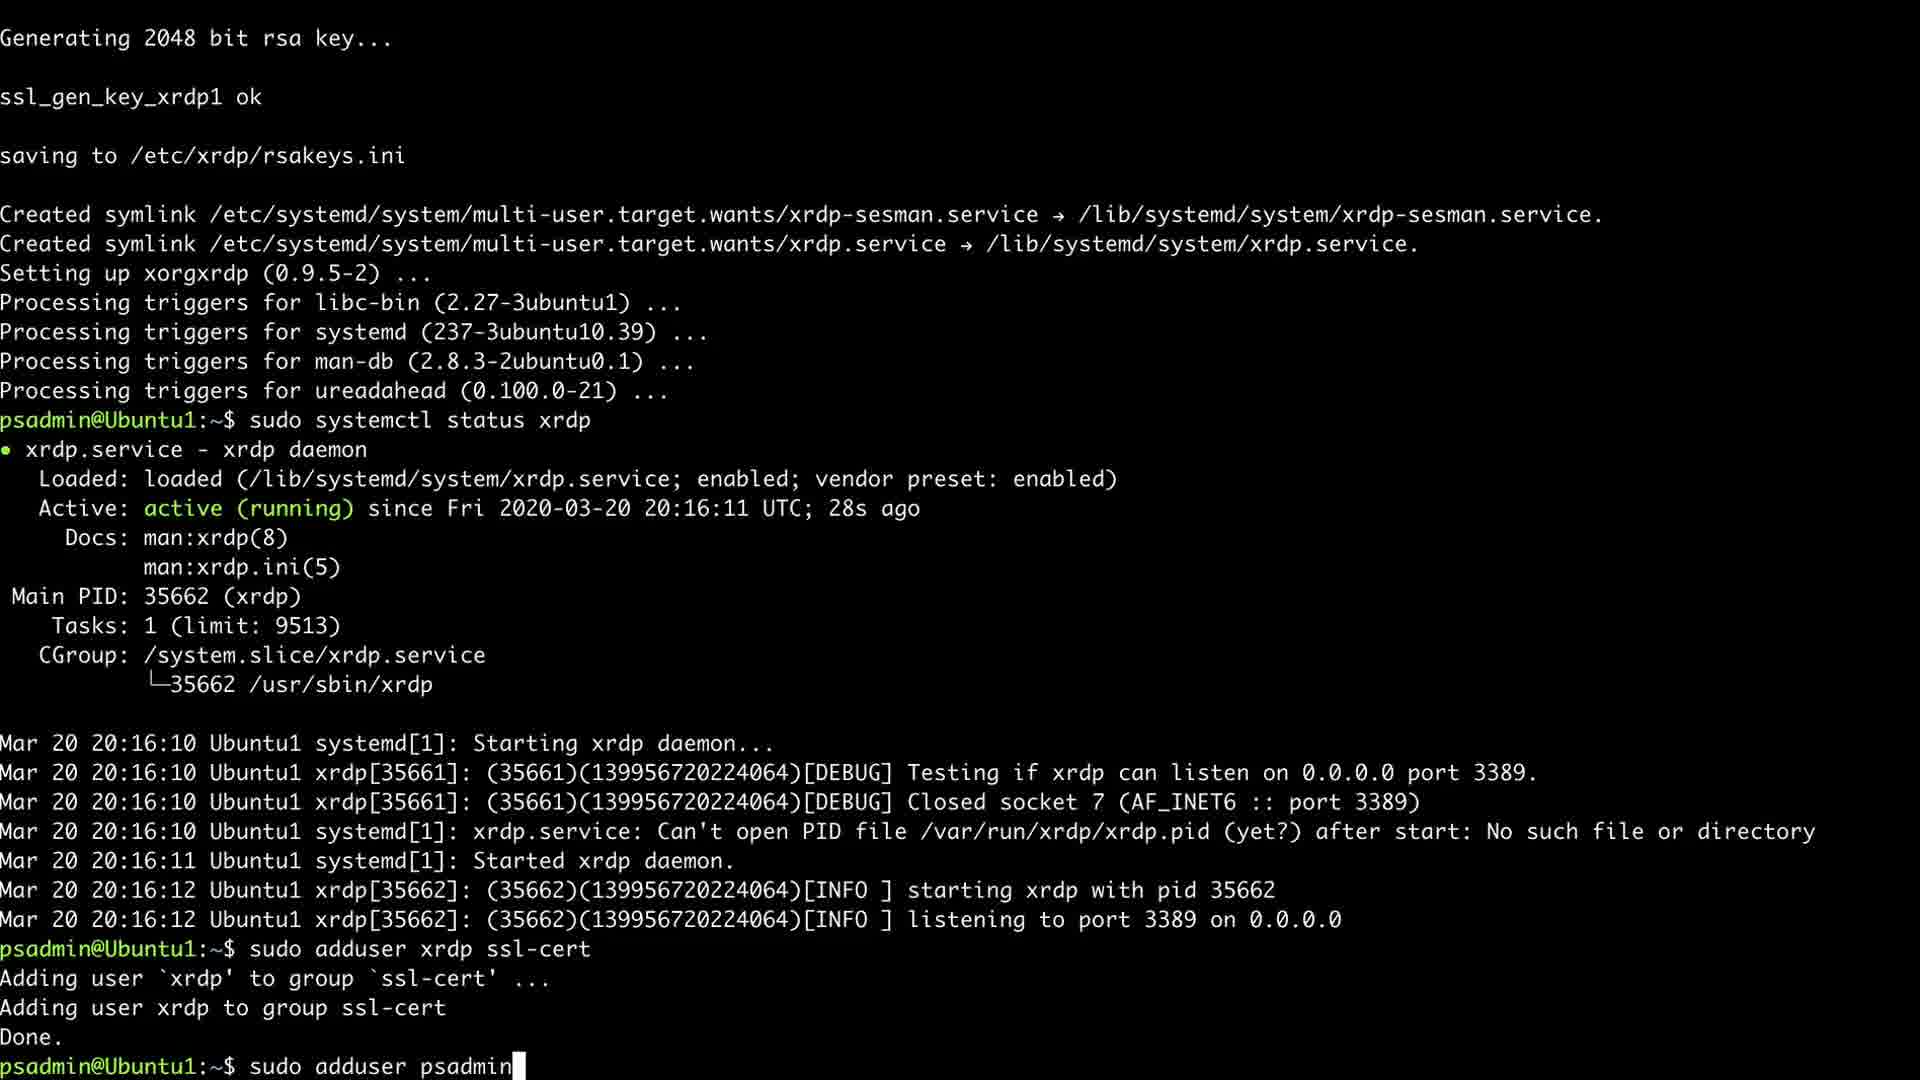 Generating 2048 bit rsa key...
ssl_gen_key_xrdp1 ok
saving to /etc/xrdp/rsakeys.ini
Created symlink /etc/systemd/system/multi-user.target.wants/xrdp-sesman.service → /lib/systemd/system/xrdp-sesman.service.
Created symlink /etc/systemd/system/multi-user.target.wants/xrdp.service → /lib/systemd/system/xrdp.service.
Setting up xorgxrdp (0.9.5-2) ...
Processing triggers for libc-bin (2.27-3ubuntu1) ...
Processing triggers for systemd (237-3ubuntu10.39) ...
Processing triggers for man-db (2.8.3-2ubuntu0.1) ...
Processing triggers for ureadahead (0.100.0-21) ...
psadmin@Ubuntu1:~$ sudo systemctl status xrdp
● xrdp.service - xrdp daemon
   Loaded: loaded (/lib/systemd/system/xrdp.service; enabled; vendor preset: enabled)
   Active: active (running) since Fri 2020-03-20 20:16:11 UTC; 28s ago
     Docs: man:xrdp(8)
           man:xrdp.ini(5)
 Main PID: 35662 (xrdp)
    Tasks: 1 (limit: 9513)
   CGroup: /system.slice/xrdp.service
           └─35662 /usr/sbin/xrdp
Mar 20 20:16:10 Ubuntu1 systemd[1]: Starting xrdp daemon...
Mar 20 20:16:10 Ubuntu1 xrdp[35661]: (35661)(139956720224064)[DEBUG] Testing if xrdp can listen on 0.0.0.0 port 3389.
Mar 20 20:16:10 Ubuntu1 xrdp[35661]: (35661)(139956720224064)[DEBUG] Closed socket 7 (AF_INET6 :: port 3389)
Mar 20 20:16:10 Ubuntu1 systemd[1]: xrdp.service: Can't open PID file /var/run/xrdp/xrdp.pid (yet?) after start: No such file or directory
Mar 20 20:16:11 Ubuntu1 systemd[1]: Started xrdp daemon.
Mar 20 20:16:12 Ubuntu1 xrdp[35662]: (35662)(139956720224064)[INFO ] starting xrdp with pid 35662
Mar 20 20:16:12 Ubuntu1 xrdp[35662]: (35662)(139956720224064)[INFO ] listening to port 3389 on 0.0.0.0
psadmin@Ubuntu1:~$ sudo adduser xrdp ssl-cert
Adding user `xrdp' to group `ssl-cert' ...
Adding user xrdp to group ssl-cert
Done.
psadmin@Ubuntu1:~$ sudo adduser psadmin